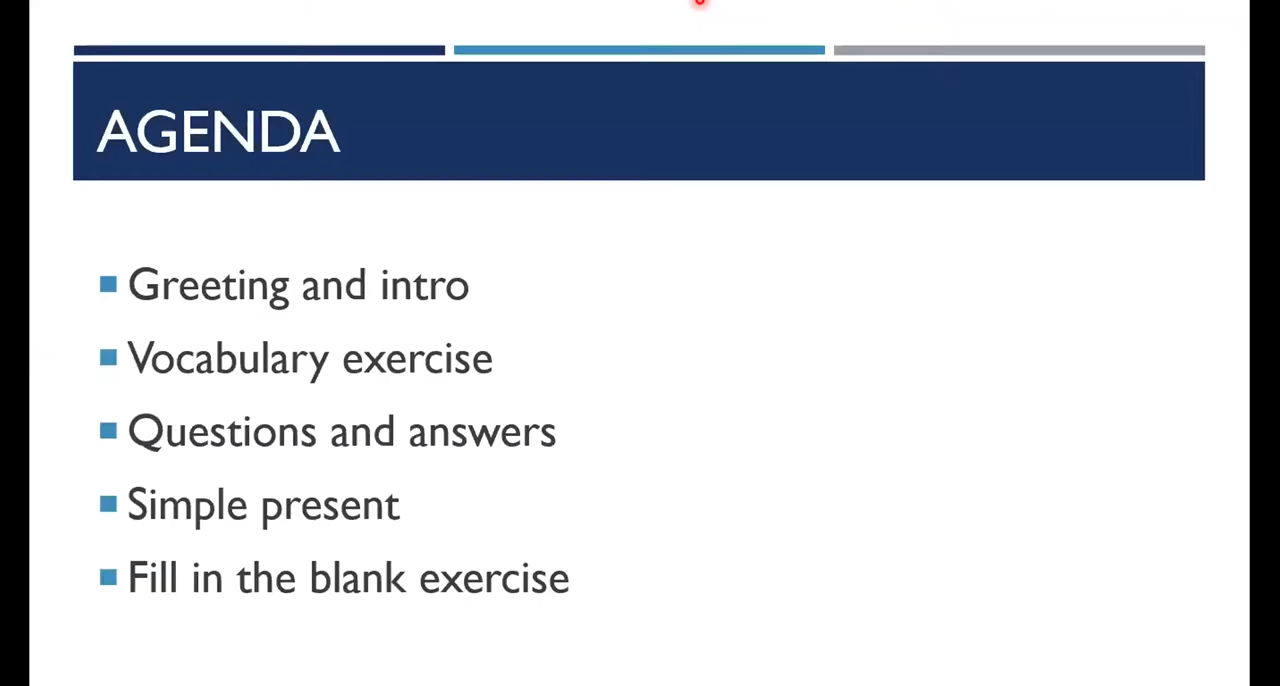 AGENDA
Greeting and intro
Vocabulary exercise
Questions and answers
Simple present
Fill in the blank exercise